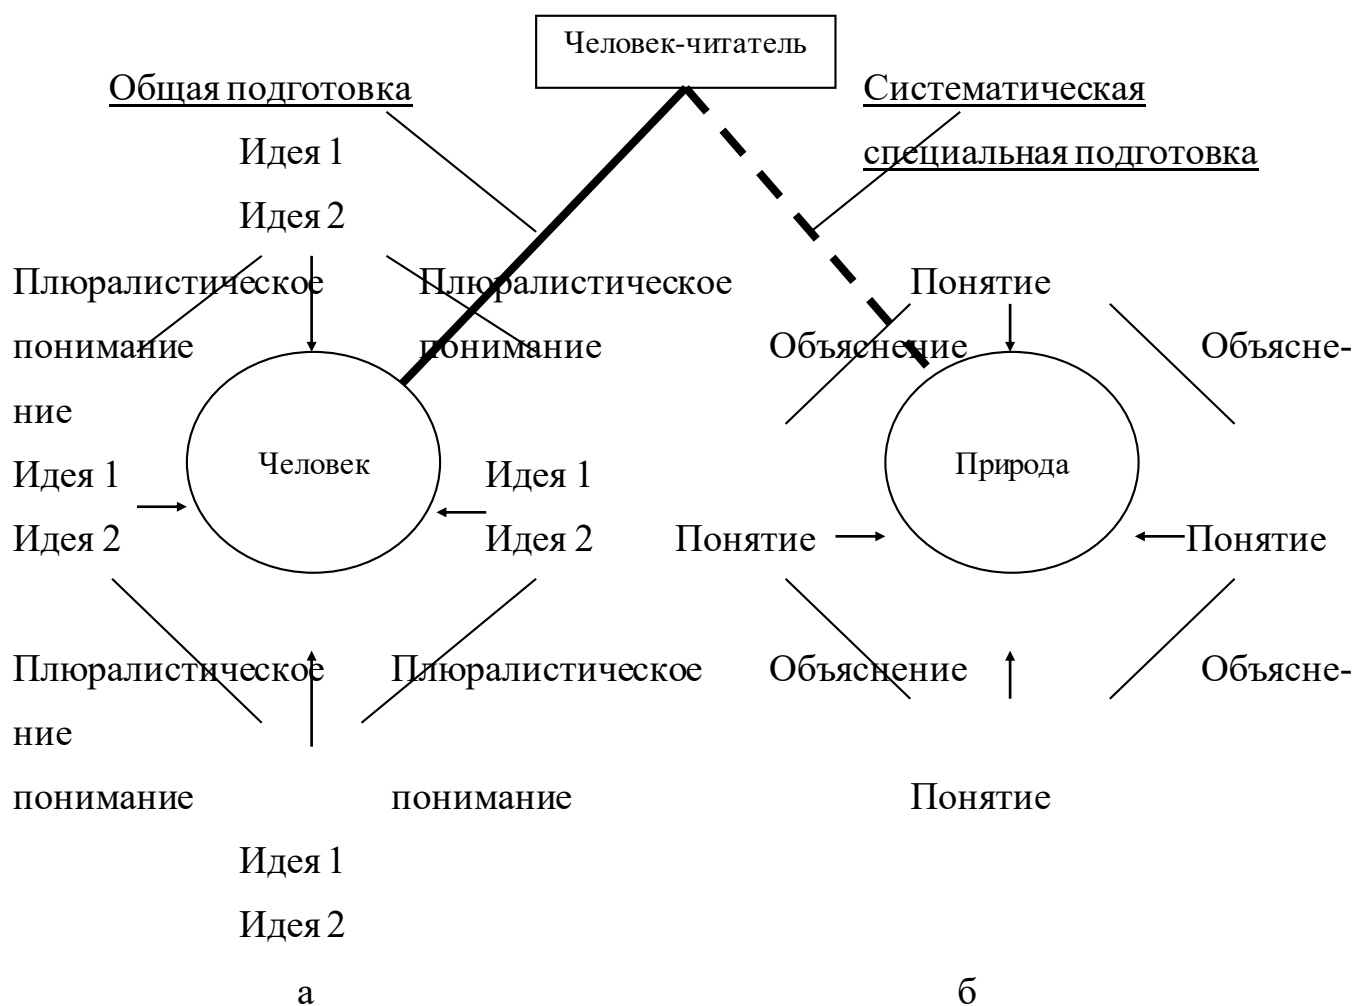 Человек-читатель
Общая подготовка Систематическая
Идея 1 специальная подготовка
Идея 2
Плюралистическое Плюралистическое Понятие
понимание понимание Объяснение Объясне-
ние
Человек Природа
Идея 1 Идея 1
Идея 2 Идея 2 Понятие Понятие
Плюралистическое Плюралистическое Объяснение Объясне-
ние
понимание понимание Понятие
Идея 1
Идея 2
а б